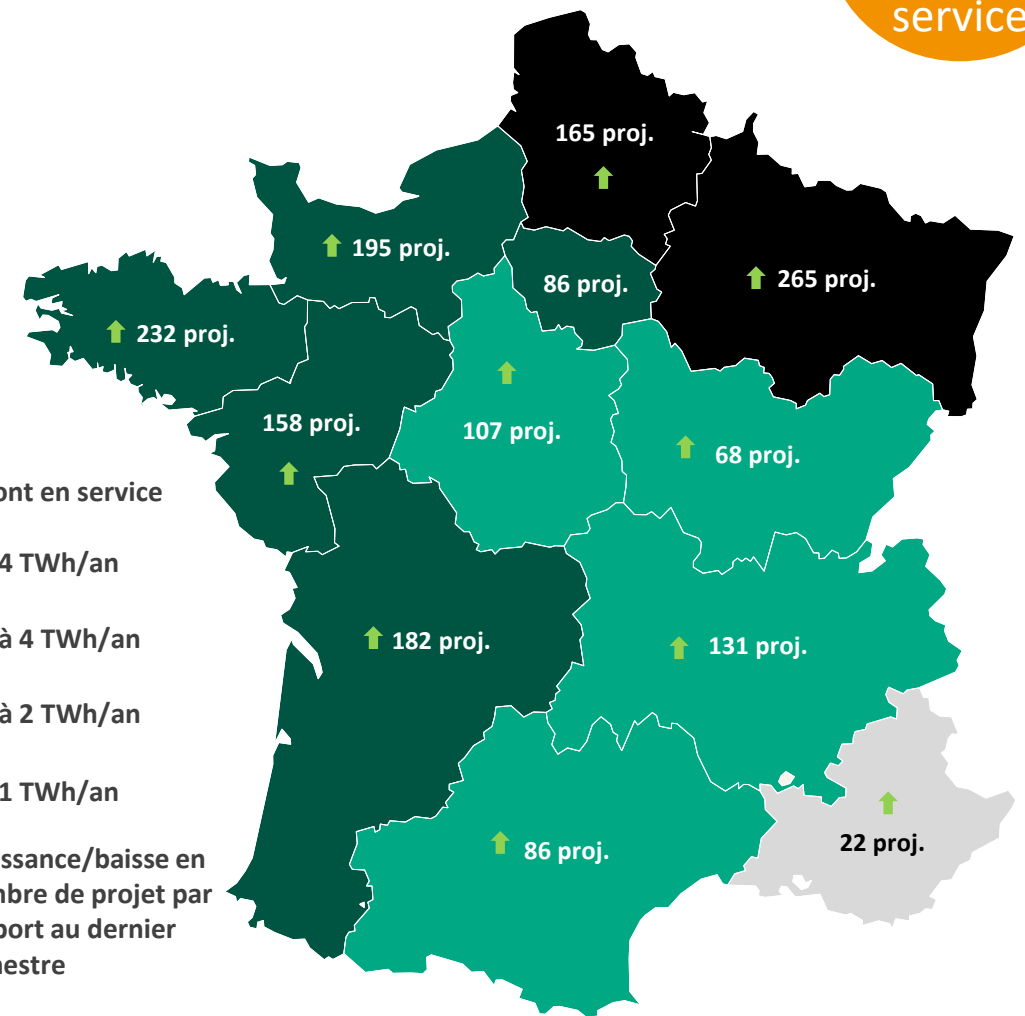 service
165 proj.
195 proj.
86 proj.
265 proj.
232 proj.
158 proj.
107 proj.
68 proj.
ont en service
4 TWh/an
à 4 TWh/an
182 proj.
131 proj.
à 2 TWh/an
1 TWh/an
22 proj.
86 proj.
issance/baisse en
mbre de projet par
port au dernier
nestre